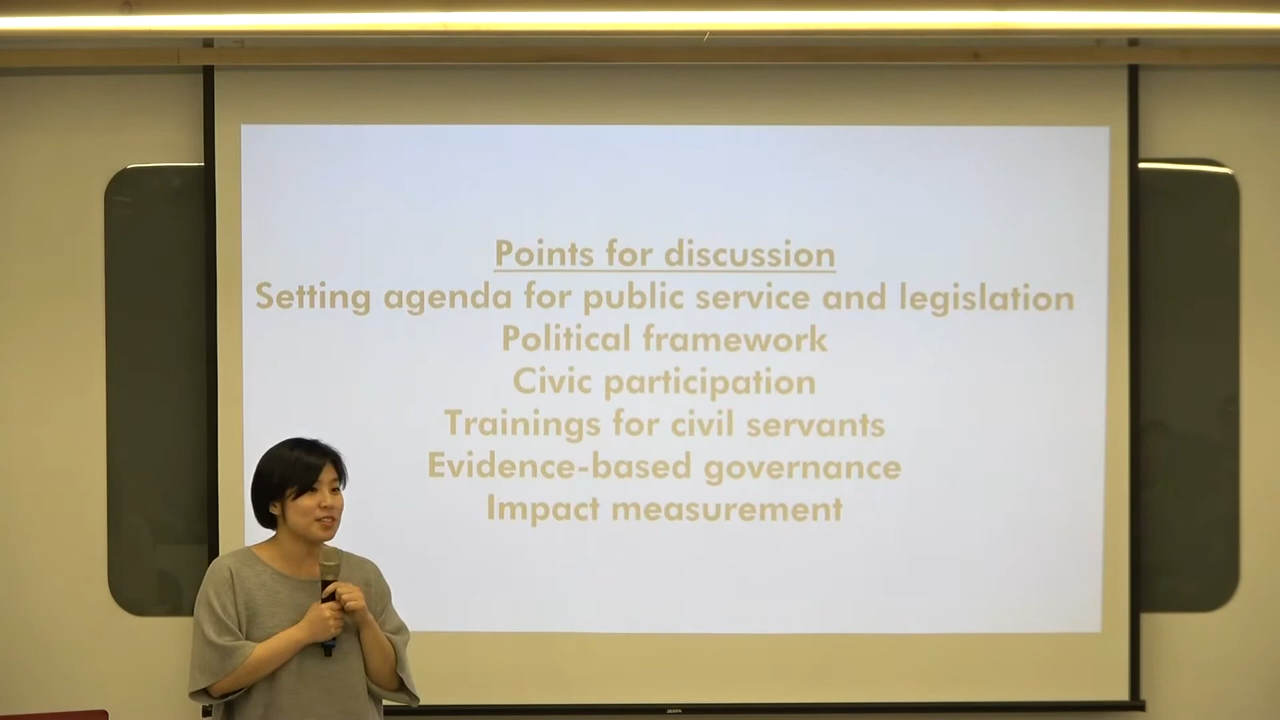 Points for discussion
Setting agenda for public service and legislation
Political framework
Civic participation
Trainings for civil servants
Evidence-based governance
Impact measurement